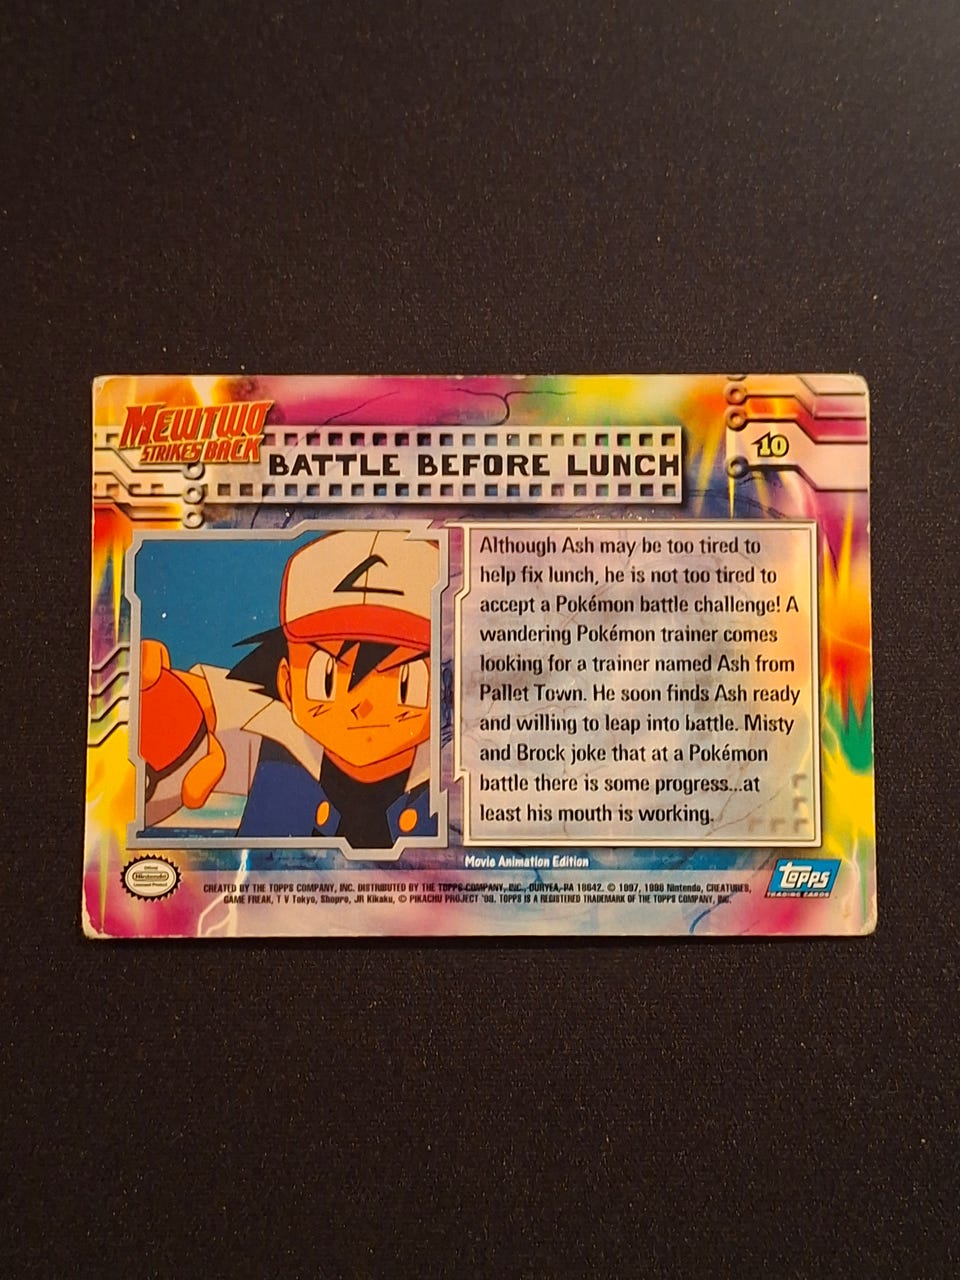 MEWTWO
STRIKES BACK
BATTLE BEFORE LUNCH
10
Although Ash may be too tired to
help fix lunch, he is not too tired to
accept a Pokémon battle challenge! A
wandering Pokémon trainer comes
looking for a trainer named Ash from
Pallet Town. He soon finds Ash ready
and willing to leap into battle. Misty
and Brock joke that at a Pokémon
battle there is some progress...at
least his mouth is working.
Movie Animation Edition
Official
Nintendo
Licensed Product
CREATED BY THE TOPPS COMPANY, INC. DISTRIBUTED BY THE TOPPS COMPANY, INC., DURYEA, PA 18642. © 1997, 1998 Nintendo, CREATURES,
GAME FREAK, T V Tokyo, Shopro, JR Kikaku, © PIKACHU PROJECT '98. TOPPS IS A REGISTERED TRADEMARK OF THE TOPPS COMPANY, INC.
topps
TRADING CARDS